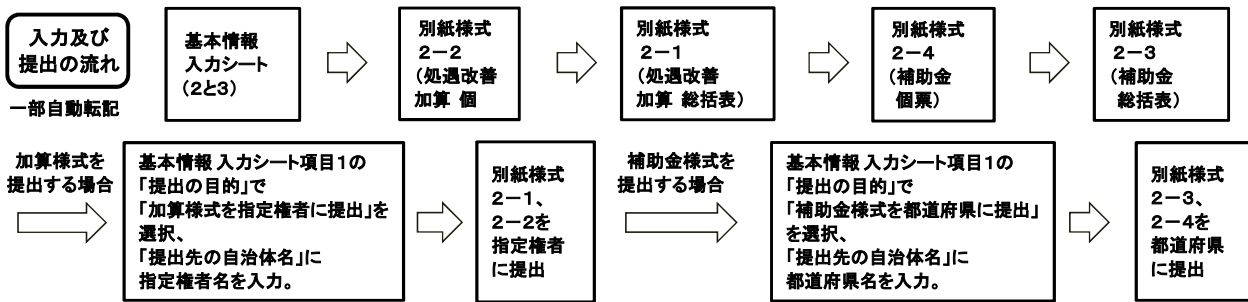 入力及び
提出の流れ
一部自動転記
基本情報
入力シート
(2と3)
別紙様式
2-2
(処遇改善
加算 個
別紙様式
2-1
(処遇改善
加算 総括表)
別紙様式
2-4
(補助金
個票)
別紙様式
2-3
(補助金
総括表)
加算様式を
提出する場合
基本情報 入力シート項目1の
「提出の目的」で
「加算様式を指定権者に提出」を
選択、
「提出先の自治体名」に
指定権者名を入力。
別紙様式
2-1、
2-2を
指定権者
に提出
補助金様式を
提出する場合
基本情報 入力シート項目1の
「提出の目的」で
「補助金様式を都道府県に提出」
を選択、
「提出先の自治体名」に
都道府県名を入力。
別紙様式
2-3、
2-4を
都道府県
に提出